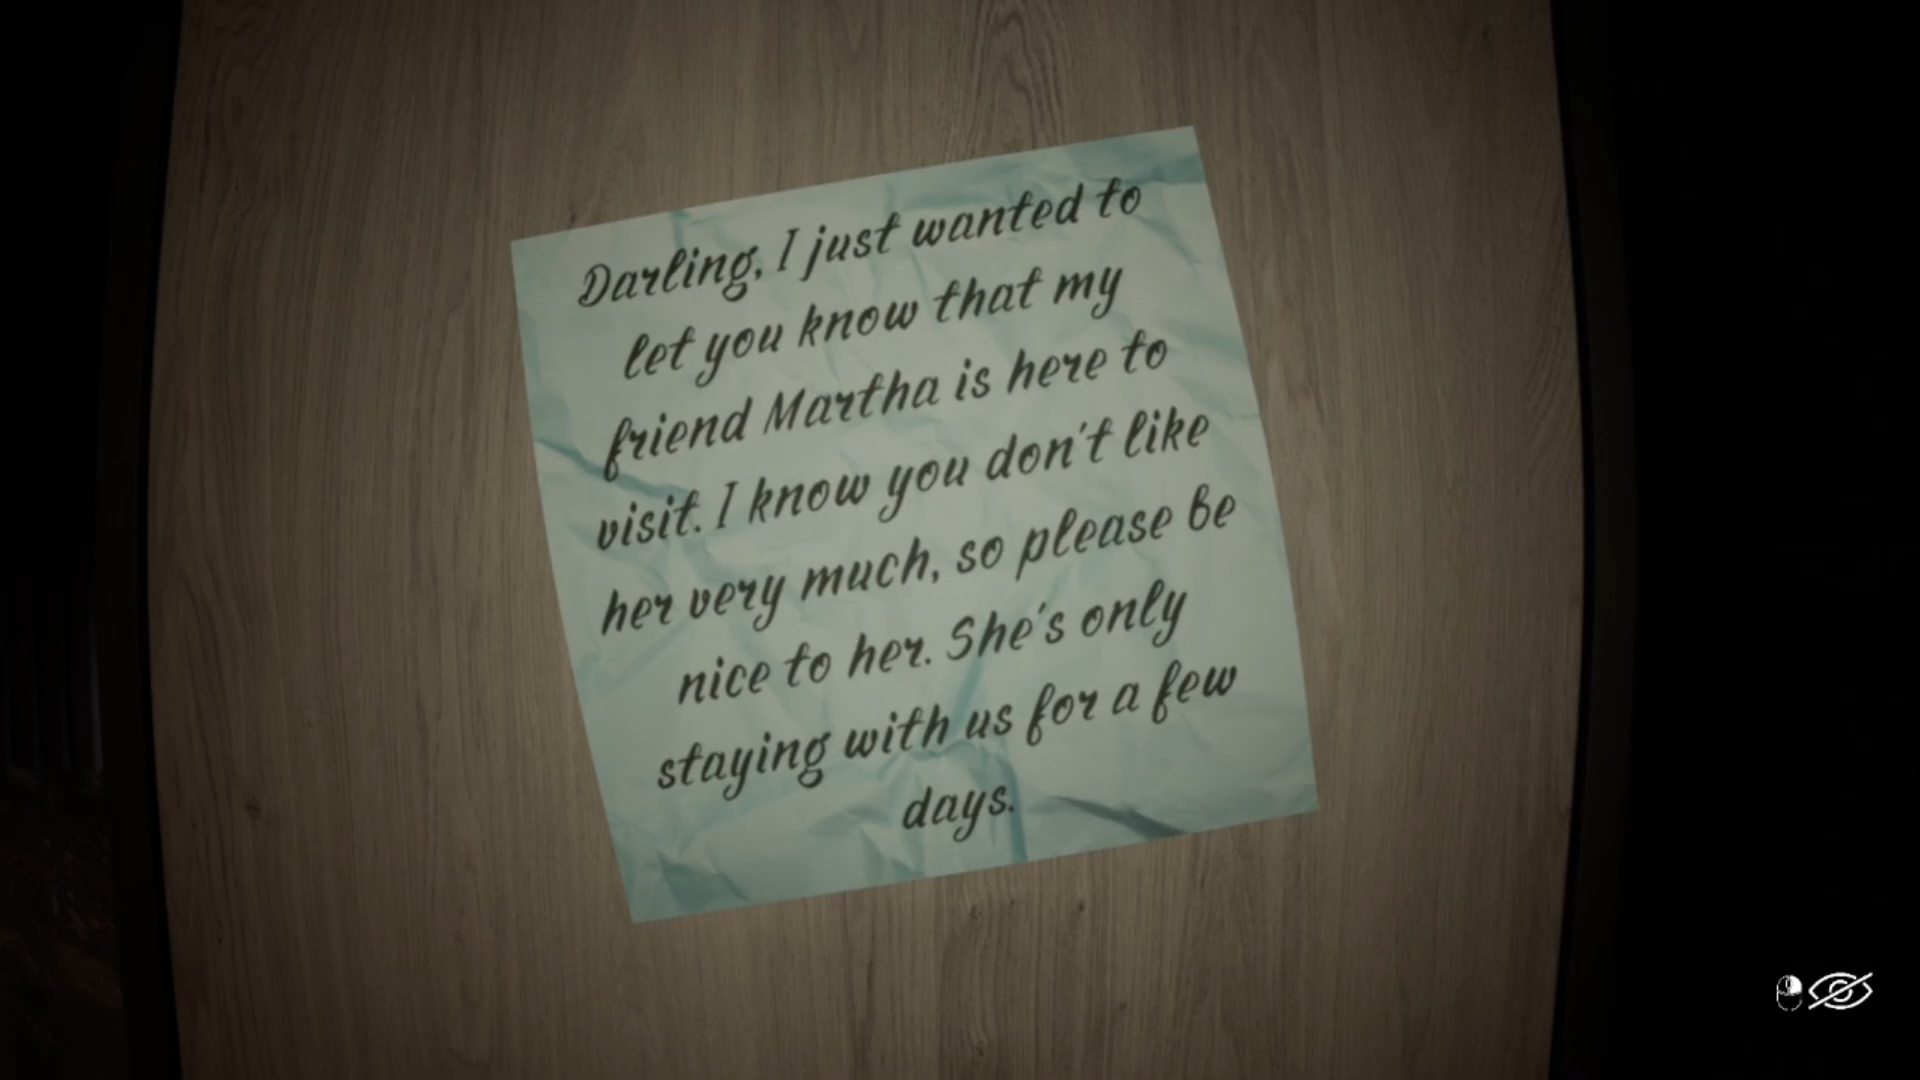 Darling, I just wanted to
let you know that my
friend Martha is here to
visit. I know you don't like
her very much, so please be
nice to her. She's only
staying with us for a few
days.